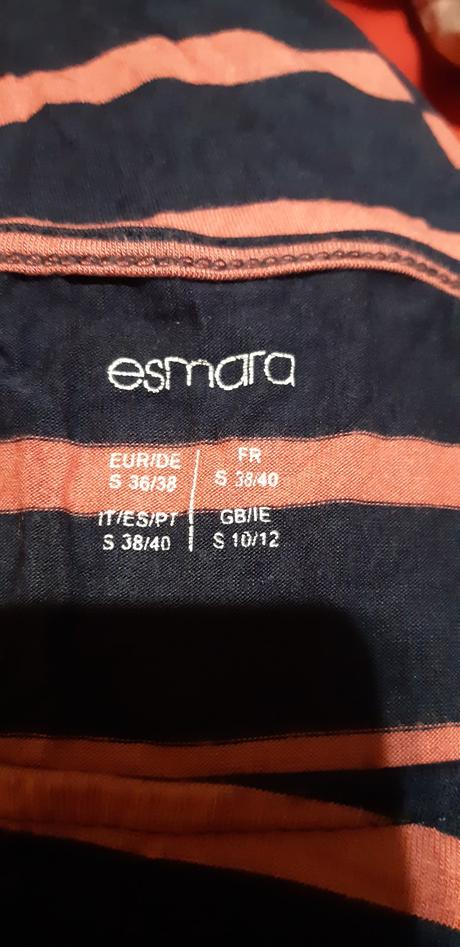 esmara
EUR/DE
S 36/38
FR
S 38/40
IT/ES/PT
S 38/40
GB/IE
S 10/12